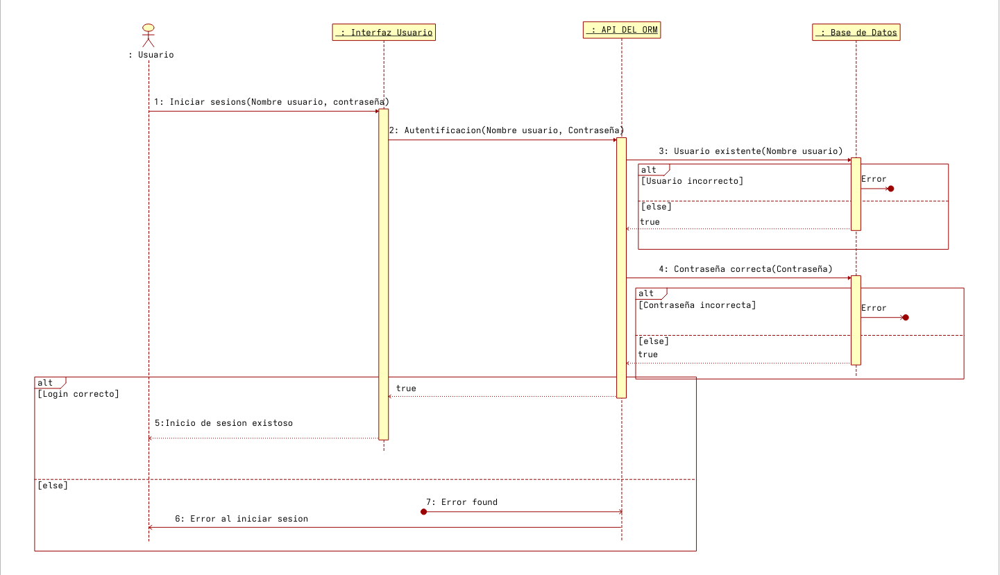 : Usuario
: Interfaz Usuario
: API DEL ORM
: Base de Datos
1: Iniciar sesions(Nombre usuario, contraseña)
2: Autentificacion(Nombre usuario, Contraseña)
3: Usuario existente(Nombre usuario)
alt
[Usuario incorrecto]
Error
[else]
true
4: Contraseña correcta(Contraseña)
alt
[Contraseña incorrecta]
Error
[else]
true
alt
[Login correcto]
true
5:Inicio de sesion existoso
[else]
7: Error found
6: Error al iniciar sesion